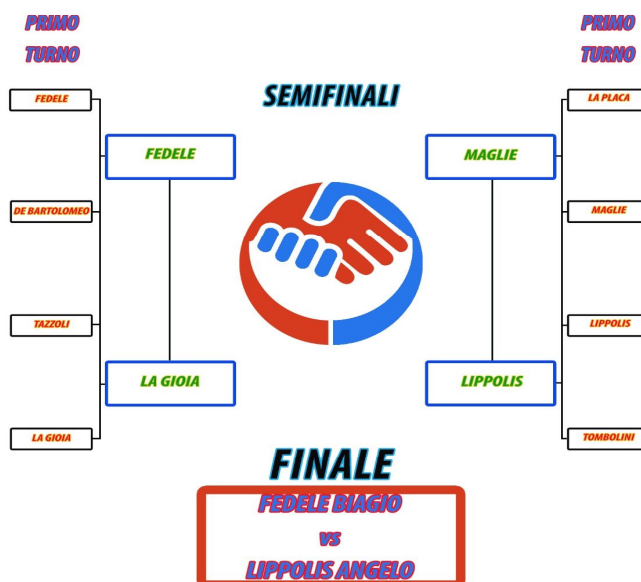 PRIMO
TURNO
PRIMO
TURNO
FEDELE
SEMIFINALI
LA PLACA
FEDELE
MAGLIE
DE BARTOLOMEO
MAGLIE
TAZZOLI
LIPPOLIS
LA GIOIA
LIPPOLIS
LA GIOIA
TOMBOLINI
FINALE
FEDELE BIAGIO
vs
LIPPOLIS ANGELO